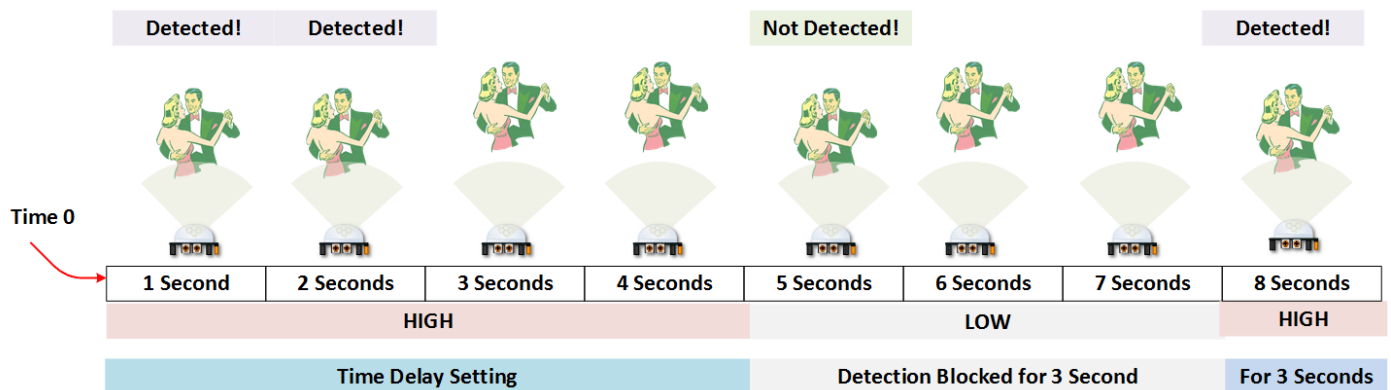 Detected! Detected! Not Detected! Detected!
Time 0
1 Second 2 Seconds 3 Seconds 4 Seconds 5 Seconds 6 Seconds 7 Seconds 8 Seconds
HIGH LOW HIGH
Time Delay Setting Detection Blocked for 3 Second For 3 Seconds